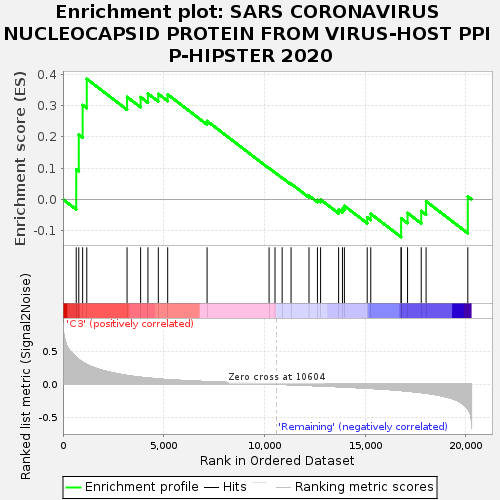 Enrichment plot: SARS CORONAVIRUS
NUCLEOCAPSID PROTEIN FROM VIRUS-HOST PPI
P-HIPSTER 2020
Enrichment score (ES)
0.4
0.3
0.2
0.1
0.0
-0.1
'C3' (positively correlated)
Ranked list metric (Signal2Noise)
0.5
0.0
-0.5
Zero cross at 10604
'Remaining' (negatively correlated)
0
5,000
10,000
15,000
20,000
Rank in Ordered Dataset
Enrichment profile
Hits
Ranking metric scores